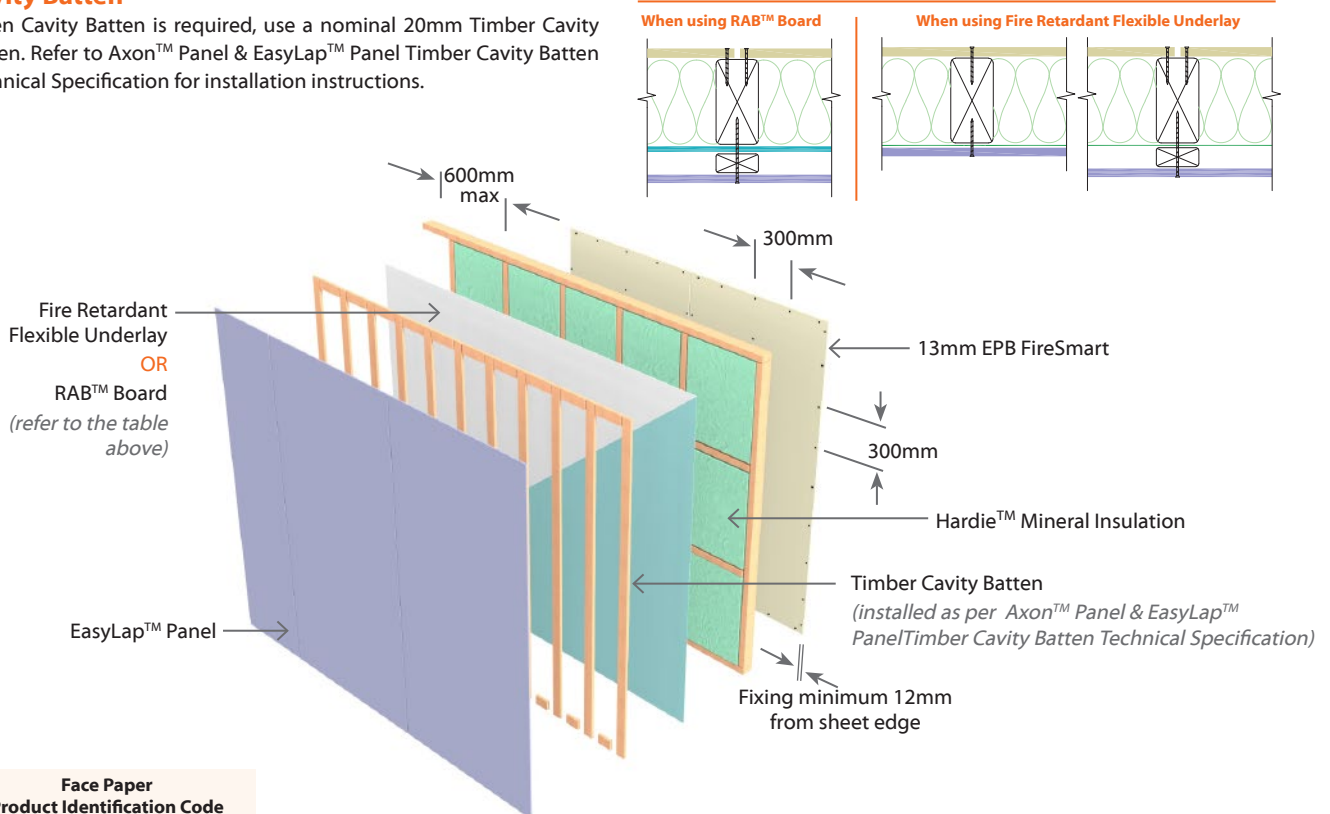 When using RAB™ Board
When using Fire Retardant Flexible Underlay
Cavity Batten is required, use a nominal 20mm Timber Cavity
Refer to Axon™ Panel & EasyLap™ Panel Timber Cavity Batten
Specification for installation instructions.
600mm
max
300mm
Fire Retardant
Flexible Underlay
OR
RAB™ Board
(refer to the table
above)
13mm EPB FireSmart
300mm
Hardie™ Mineral Insulation
Timber Cavity Batten
(installed as per Axon™ Panel & EasyLap™
PanelTimber Cavity Batten Technical Specification)
EasyLap™ Panel
Fixing minimum 12mm
from sheet edge
Face Paper
Identification Code